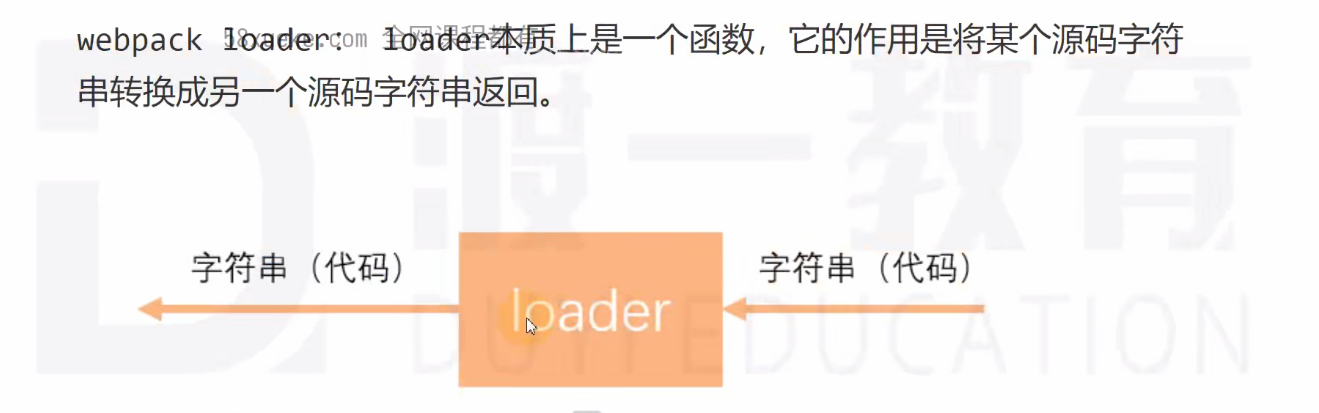 webpack loader: loader本质上是一个函数，它的作用是将某个源码字符
串转换成另一个源码字符串返回。
渡一教育
字符串（代码）
loader
字符串（代码）
DUYI EDUCATION